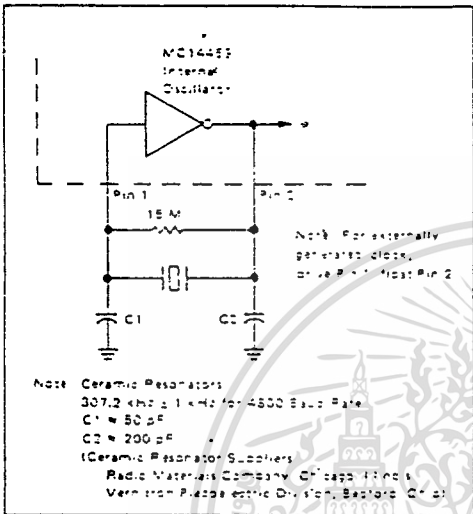 MC14469
Internal
Oscillator
Pin 1
Pin 2
15 M
Note: For externally
generated clock,
drive Pin 1, float Pin 2
C1
C2
Note: Ceramic Resonators
307.2 kHz ± 1 kHz for 4800 Baud Rate
C1 ≈ 50 pF
C2 ≈ 200 pF
(Ceramic Resonator Suppliers
Radio Materials Company, Chicago, Illinois
Vernitron Piezoelectric Division, Bedford, Ohio)